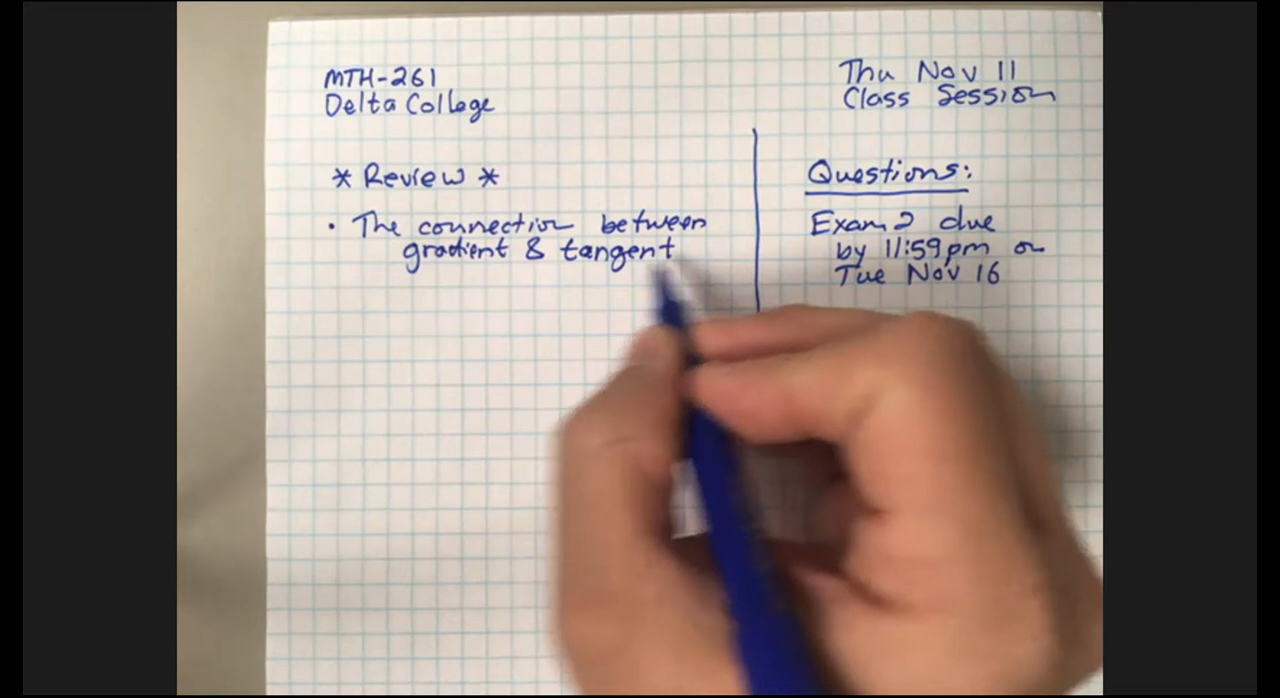 MTH-261
Delta College
Thu Nov 11
Class Session
* Review *
• The connection between
gradient & tangent
Questions:
Exam 2 due
by 11:59pm on
Tue Nov 16